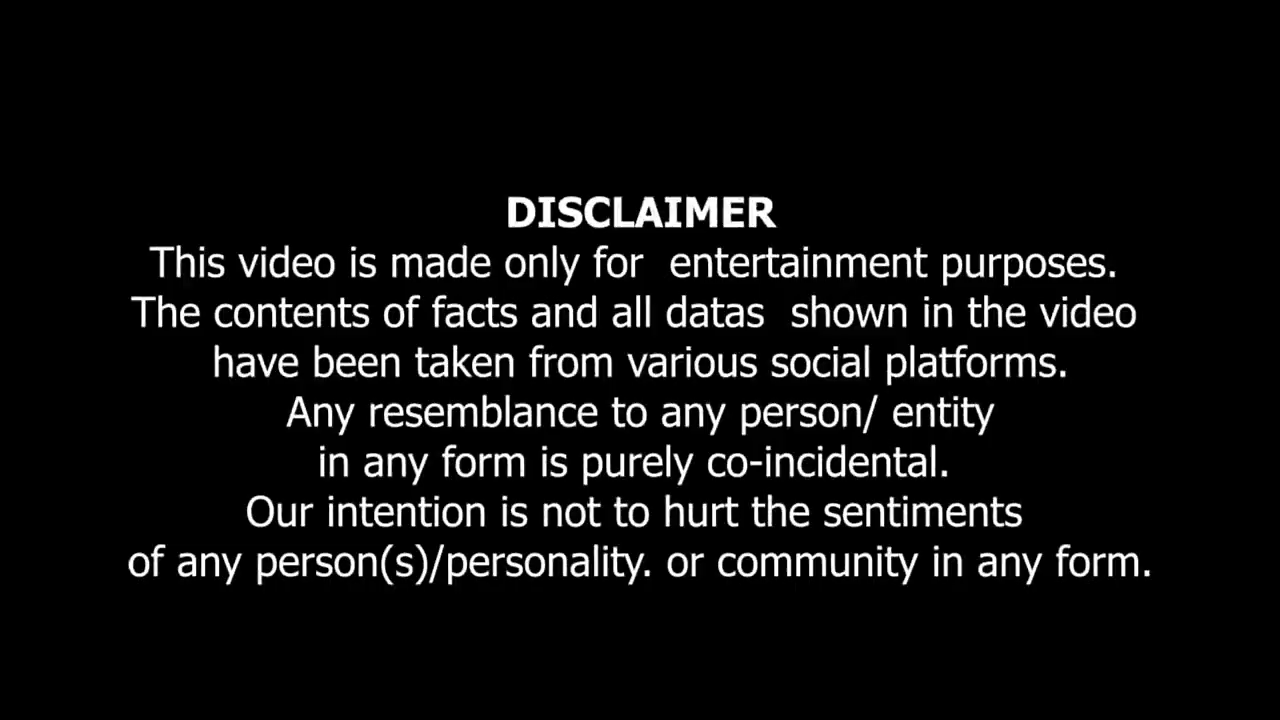 DISCLAIMER
This video is made only for  entertainment purposes.
The contents of facts and all datas  shown in the video
have been taken from various social platforms.
Any resemblance to any person/ entity
in any form is purely co-incidental.
Our intention is not to hurt the sentiments
of any person(s)/personality. or community in any form.